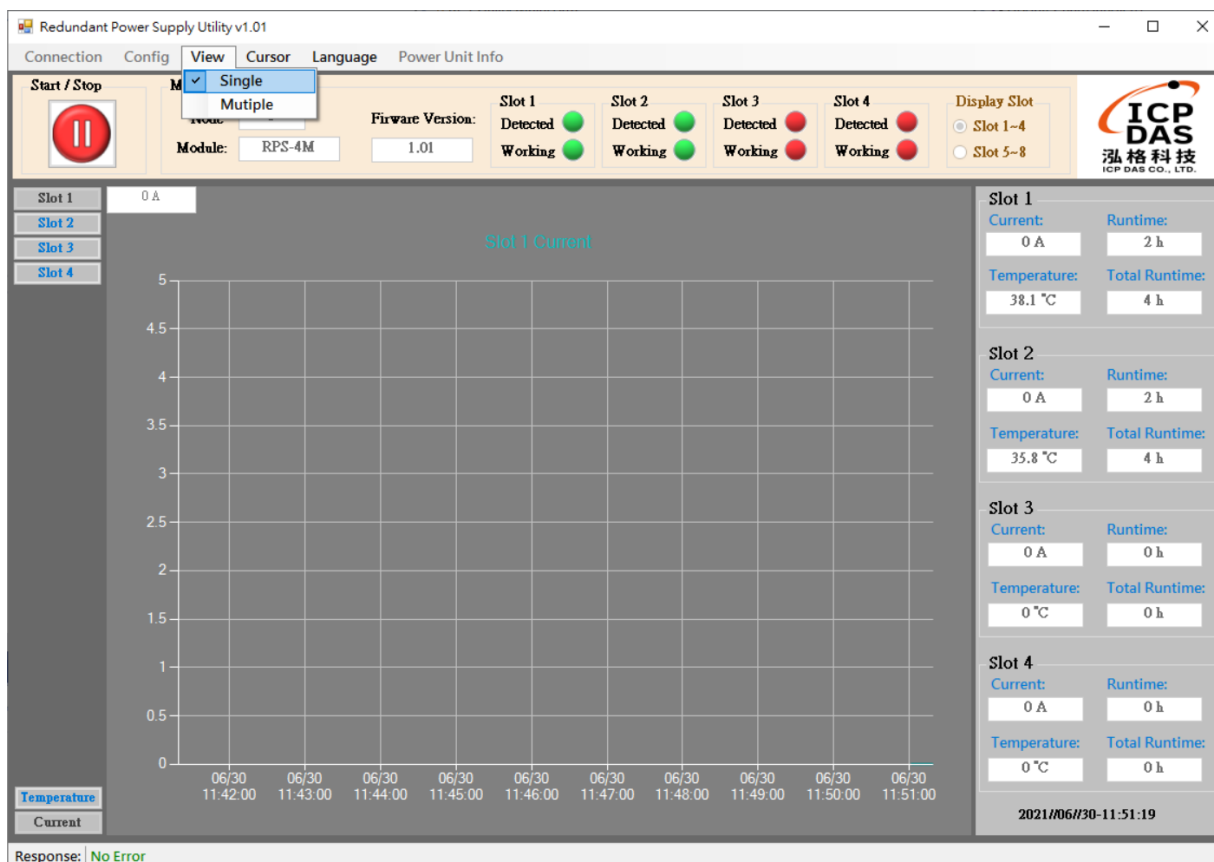 Redundant Power Supply Utility v1.01
Connection Config View Cursor Language Power Unit Info
Single
Mutiple
Start / Stop
Module: RPS-4M
Firware Version:
1.01
Slot 1
Detected
Working
Slot 2
Detected
Working
Slot 3
Detected
Working
Slot 4
Detected
Working
Display Slot
Slot 1~4
Slot 5~8
ICP
DAS
泓格科技
ICP DAS CO., LTD.
Slot 1
Slot 2
Slot 3
Slot 4
0 A
Slot 1 Current
5
4.5
4
3.5
3
2.5
2
1.5
1
0.5
0
06/30 06/30 06/30 06/30 06/30 06/30 06/30 06/30 06/30 06/30
11:42:00 11:43:00 11:44:00 11:45:00 11:46:00 11:47:00 11:48:00 11:49:00 11:50:00 11:51:00
Temperature
Current
Slot 1
Current: Runtime:
0 A 2 h
Temperature: Total Runtime:
38.1 °C 4 h
Slot 2
Current: Runtime:
0 A 2 h
Temperature: Total Runtime:
35.8 °C 4 h
Slot 3
Current: Runtime:
0 A 0 h
Temperature: Total Runtime:
0 °C 0 h
Slot 4
Current: Runtime:
0 A 0 h
Temperature: Total Runtime:
0 °C 0 h
2021//06//30-11:51:19
Response: No Error